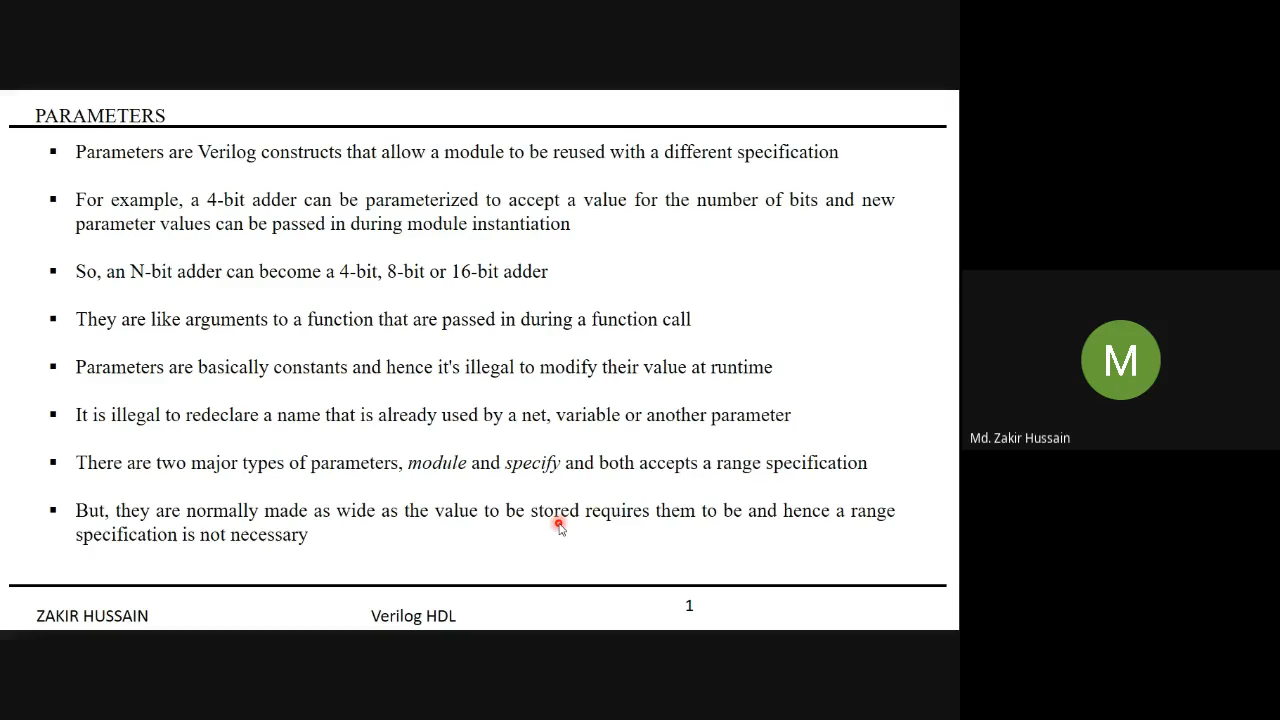 PARAMETERS
▪ Parameters are Verilog constructs that allow a module to be reused with a different specification
▪ For example, a 4-bit adder can be parameterized to accept a value for the number of bits and new
parameter values can be passed in during module instantiation
▪ So, an N-bit adder can become a 4-bit, 8-bit or 16-bit adder
▪ They are like arguments to a function that are passed in during a function call
▪ Parameters are basically constants and hence it's illegal to modify their value at runtime
▪ It is illegal to redeclare a name that is already used by a net, variable or another parameter
▪ There are two major types of parameters, module and specify and both accepts a range specification
▪ But, they are normally made as wide as the value to be stored requires them to be and hence a range
specification is not necessary
ZAKIR HUSSAIN Verilog HDL 1
M
Md. Zakir Hussain